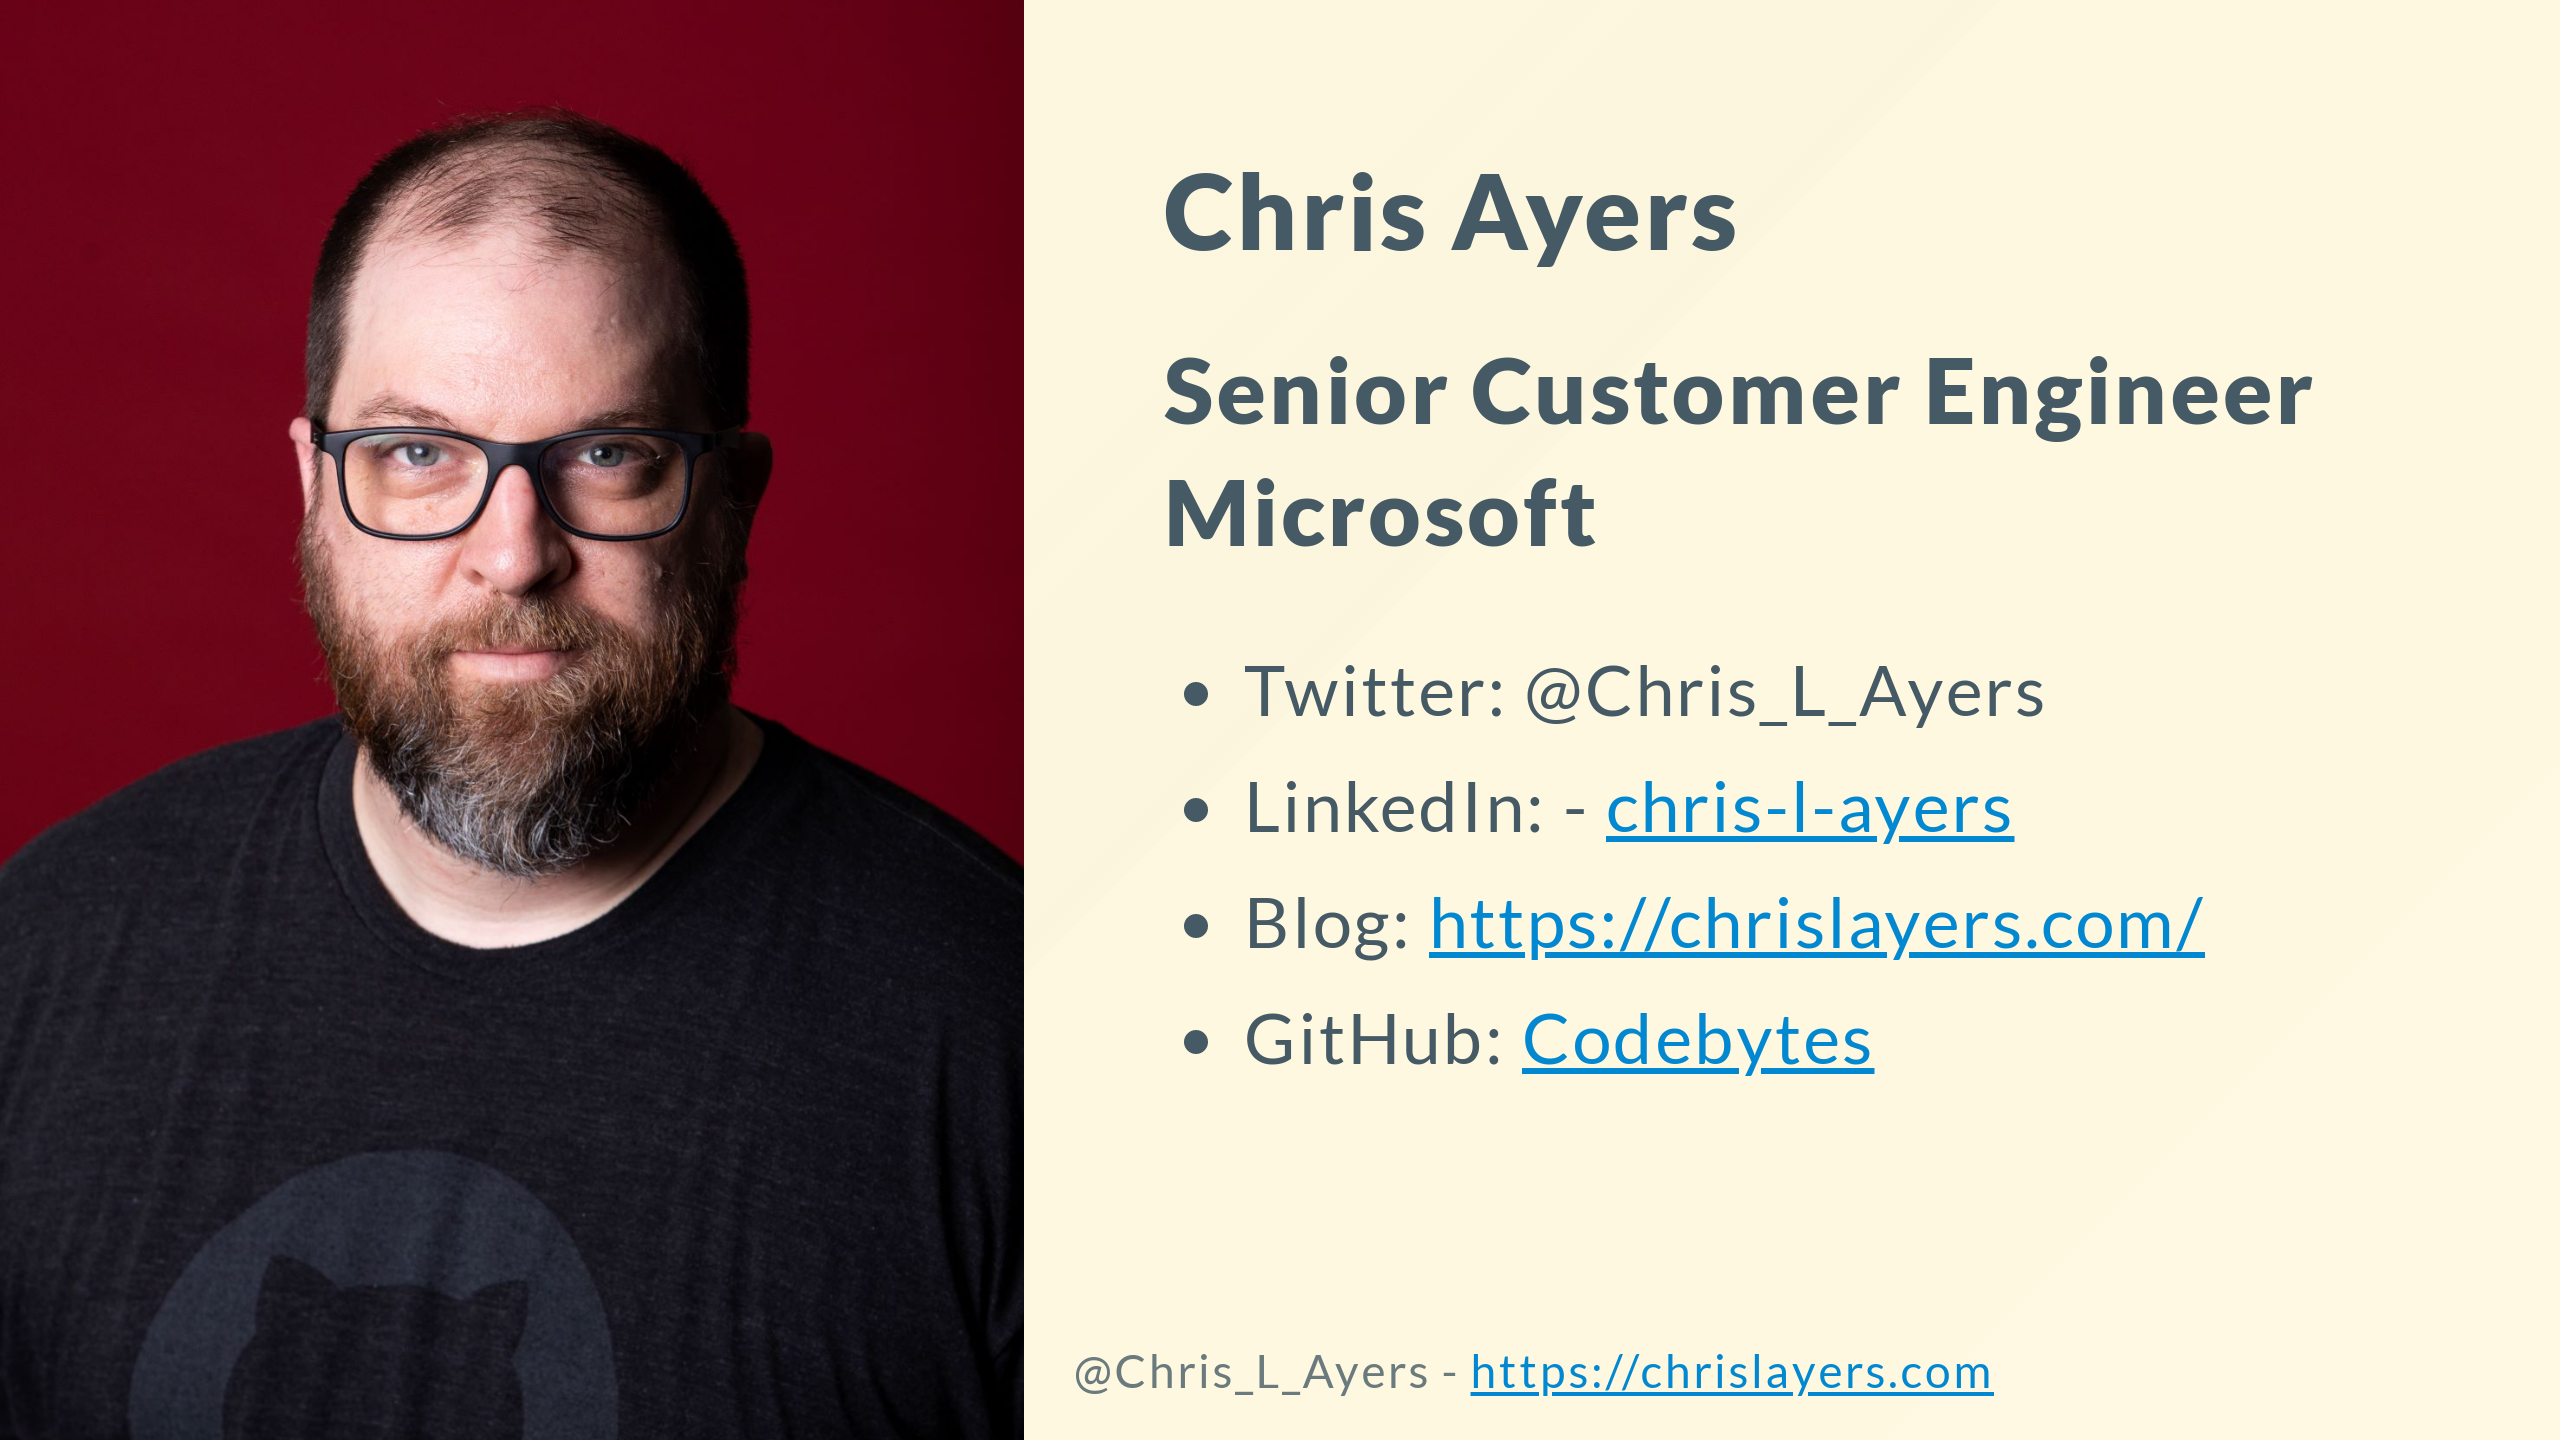 Chris Ayers
Senior Customer Engineer
Microsoft
• Twitter: @Chris_L_Ayers
• LinkedIn: - chris-l-ayers
• Blog: https://chrislayers.com/
• GitHub: Codebytes
@Chris_L_Ayers - https://chrislayers.com